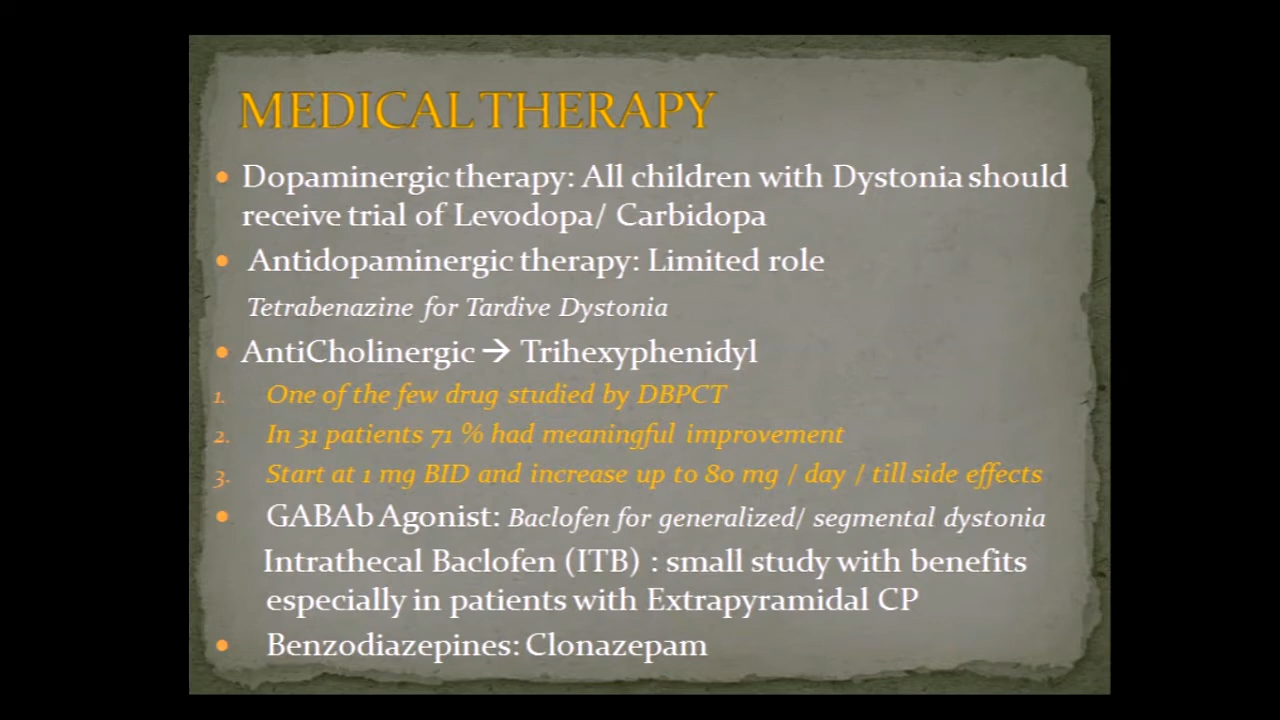 MEDICAL THERAPY
• Dopaminergic therapy: All children with Dystonia should
receive trial of Levodopa/ Carbidopa
• Antidopaminergic therapy: Limited role
Tetrabenazine for Tardive Dystonia
• AntiCholinergic → Trihexyphenidyl
1. One of the few drug studied by DBPCT
2. In 31 patients 71 % had meaningful improvement
3. Start at 1 mg BID and increase up to 80 mg / day / till side effects
• GABAb Agonist: Baclofen for generalized/ segmental dystonia
Intrathecal Baclofen (ITB) : small study with benefits
especially in patients with Extrapyramidal CP
• Benzodiazepines: Clonazepam